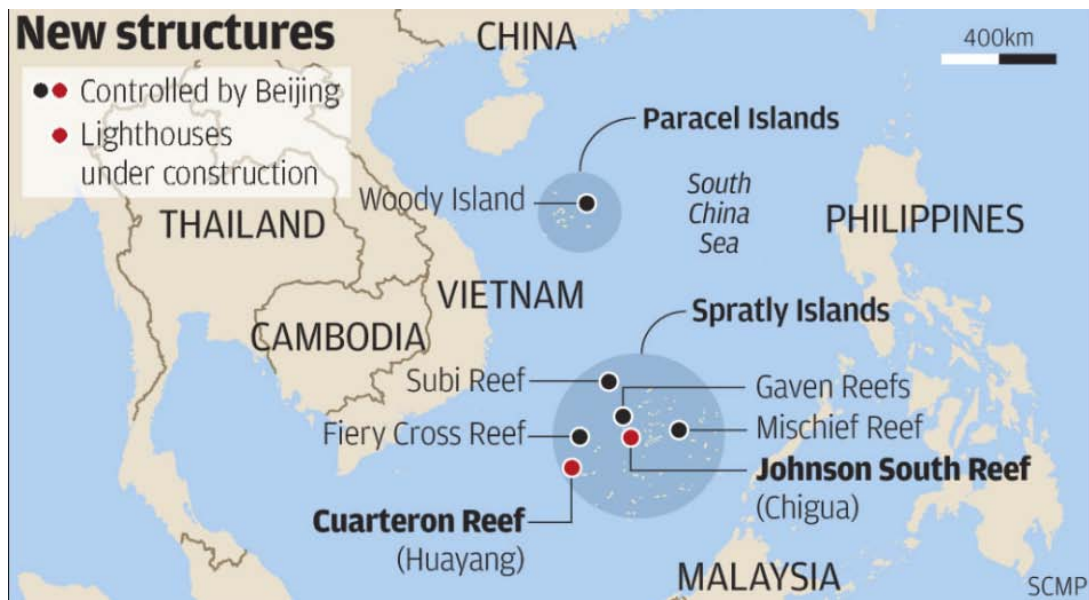 New structures
Controlled by Beijing
Lighthouses
under construction
400km
CHINA
Paracel Islands
Woody Island
South
China
Sea
THAILAND
PHILIPPINES
VIETNAM
CAMBODIA
Spratly Islands
Subi Reef
Gaven Reefs
Fiery Cross Reef
Mischief Reef
Johnson South Reef
(Chigua)
Cuarteron Reef
(Huayang)
MALAYSIA
SCMP